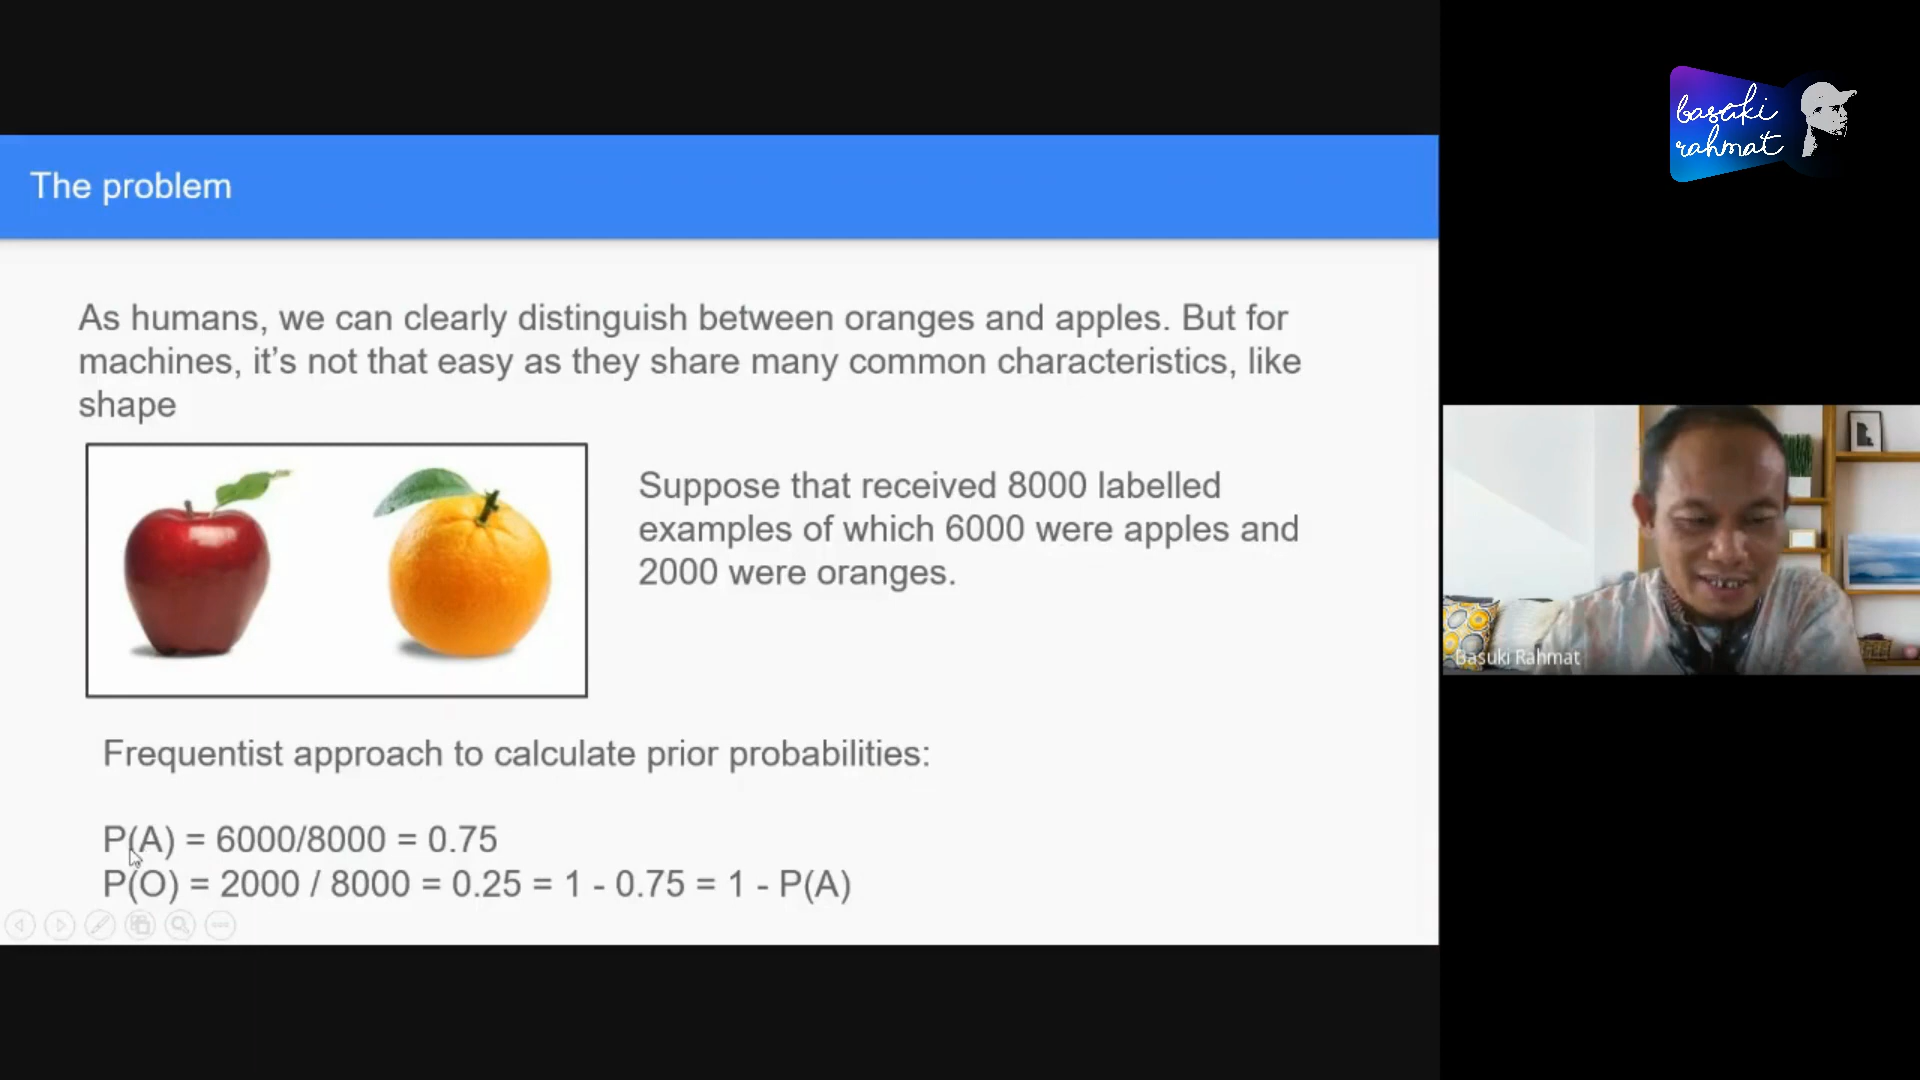 The problem
As humans, we can clearly distinguish between oranges and apples. But for
machines, it's not that easy as they share many common characteristics, like
shape
Suppose that received 8000 labelled
examples of which 6000 were apples and
2000 were oranges.
Frequentist approach to calculate prior probabilities:
P(A) = 6000/8000 = 0.75
P(O) = 2000 / 8000 = 0.25 = 1 - 0.75 = 1 - P(A)
basuki
rahmat
Basuki Rahmat